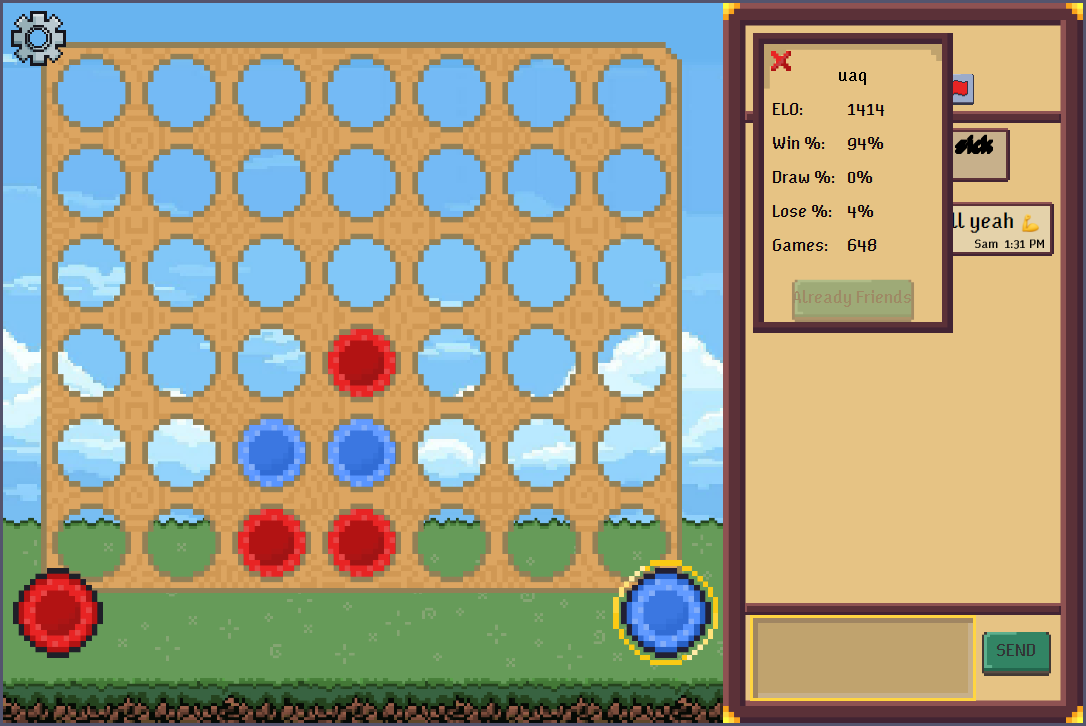 uaq
ELO: 1414
Win %: 94%
Draw %: 0%
Lose %: 4%
Games: 648
Already Friends
sick
ll yeah 💪
Sam 1:31 PM
SEND